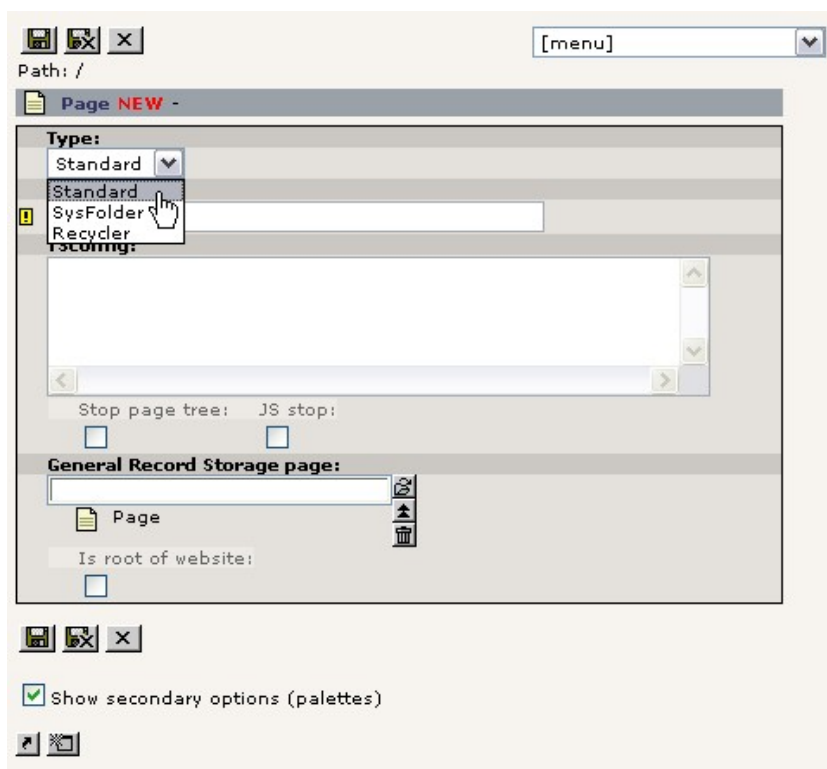 [menu]
Path: /
Page NEW -
Type:
Standard
Standard
SysFolder
Recycler
TSconfig:
Stop page tree: JS stop:
General Record Storage page:
Page
Is root of website:
Show secondary options (palettes)